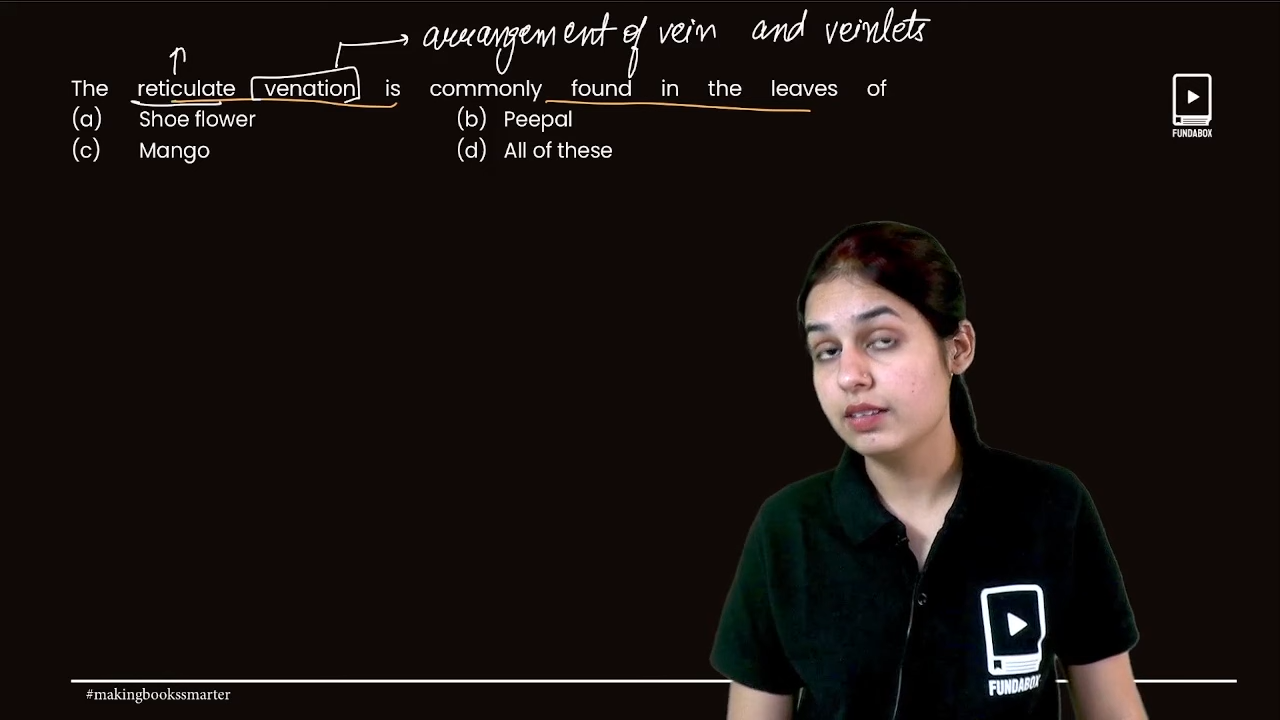 arrangement of vein and veinlets
The reticulate venation is commonly found in the leaves of
(a) Shoe flower (b) Peepal
(c) Mango (d) All of these
FUNDABOX
FUNDABOX
#makingbookssmarter